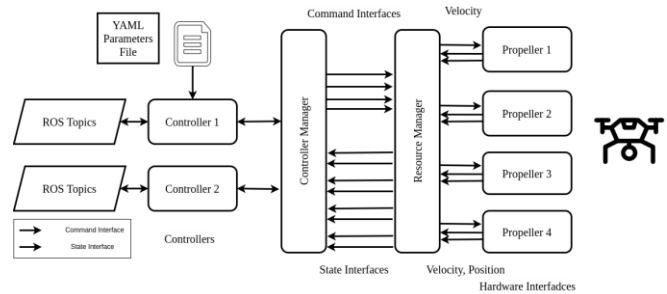 Command Interfaces
Velocity
YAML
Parameters
File
Propeller 1
ROS Topics
Controller 1
Controller Manager
Resource Manager
Propeller 2
ROS Topics
Controller 2
Propeller 3
Command Interface
State Interface
Controllers
Propeller 4
State Interfaces
Velocity, Position
Hardware Interfadces